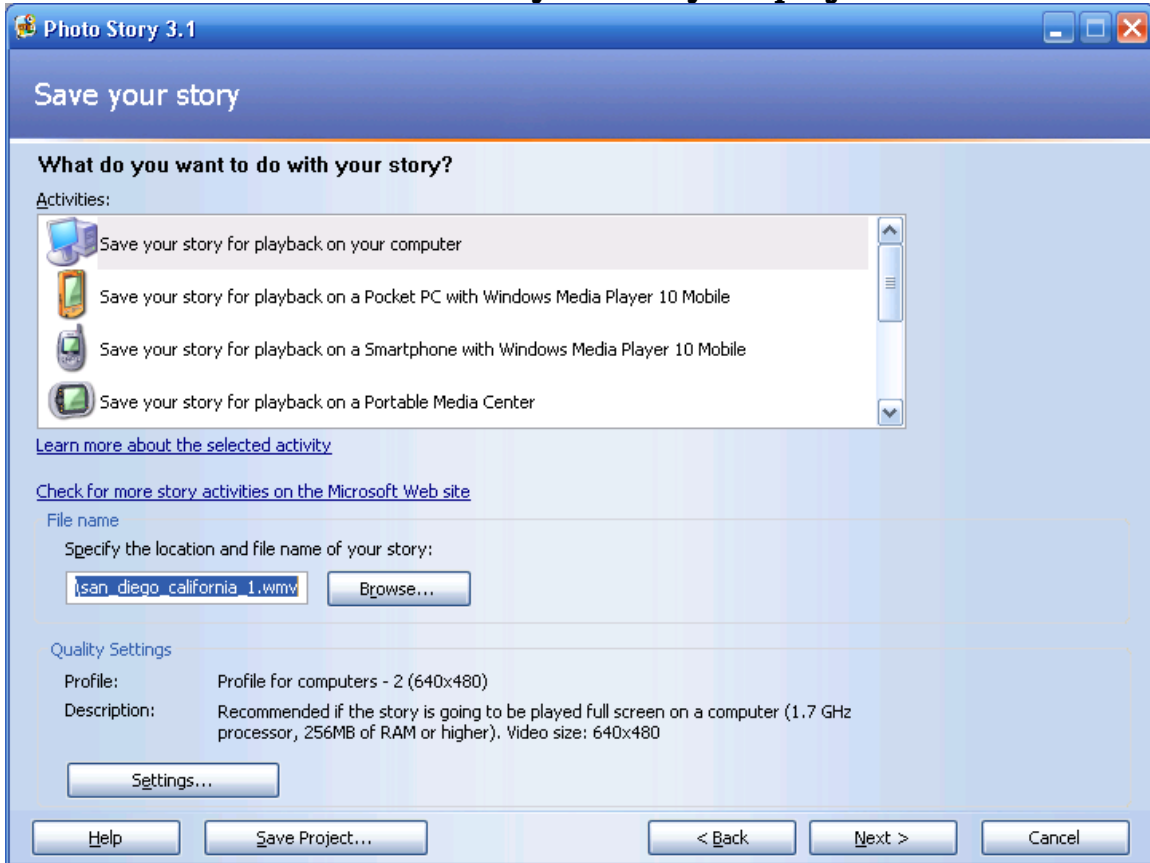 Photo Story 3.1
Save your story
What do you want to do with your story?
Activities:
Save your story for playback on your computer
Save your story for playback on a Pocket PC with Windows Media Player 10 Mobile
Save your story for playback on a Smartphone with Windows Media Player 10 Mobile
Save your story for playback on a Portable Media Center
Learn more about the selected activity
Check for more story activities on the Microsoft Web site
File name
Specify the location and file name of your story:
\san_diego_california_1.wmv Browse...
Quality Settings
Profile: Profile for computers - 2 (640x480)
Description: Recommended if the story is going to be played full screen on a computer (1.7 GHz
processor, 256MB of RAM or higher). Video size: 640x480
Settings...
Help Save Project... < Back Next > Cancel